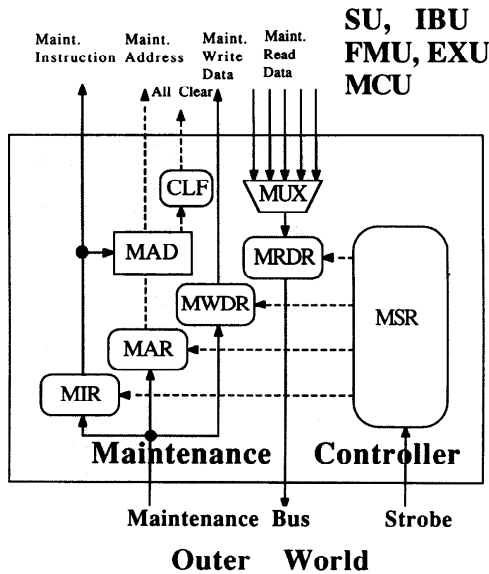 SU, IBU
FMU, EXU
MCU
Maint. Instruction
Maint. Address
Maint. Write Data
Maint. Read Data
All Clear
CLF
MUX
MAD
MRDR
MWDR
MSR
MAR
MIR
Maintenance Controller
Maintenance Bus
Strobe
Outer World